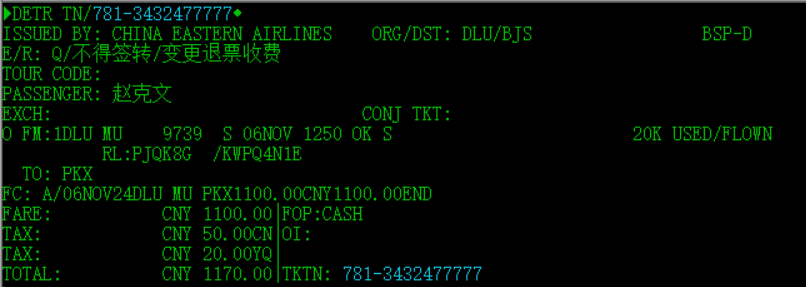 ▶DETR TN/781-3432477777◆
ISSUED BY: CHINA EASTERN AIRLINES ORG/DST: DLU/BJS BSP-D
E/R: Q/不得签转/变更退票收费
TOUR CODE:
PASSENGER: 赵克文
EXCH: CONJ TKT:
O FM:1DLU MU 9739 S 06NOV 1250 OK S 20K USED/FLOWN
RL:PJQK8G /KWPQ4N1E
TO: PKX
FC: A/06NOV24DLU MU PKX1100.00CNY1100.00END
FARE: CNY 1100.00|FOP:CASH
TAX: CNY 50.00CN|OI:
TAX: CNY 20.00YQ|
TOTAL: CNY 1170.00|TKTN: 781-3432477777